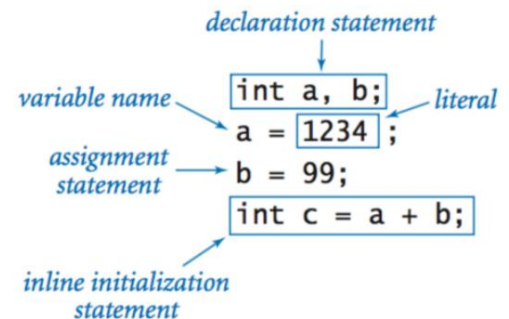 declaration statement
int a, b;
variable name
literal
a = 1234 ;
assignment
statement
b = 99;
int c = a + b;
inline initialization
statement